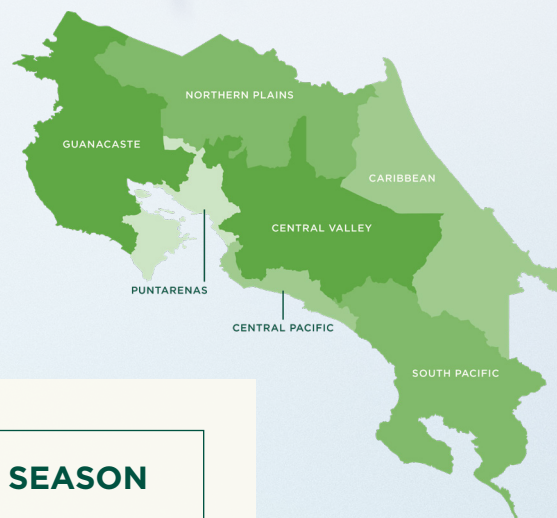 NORTHERN PLAINS
GUANACASTE
CARIBBEAN
CENTRAL VALLEY
PUNTARENAS
CENTRAL PACIFIC
SOUTH PACIFIC
SEASON